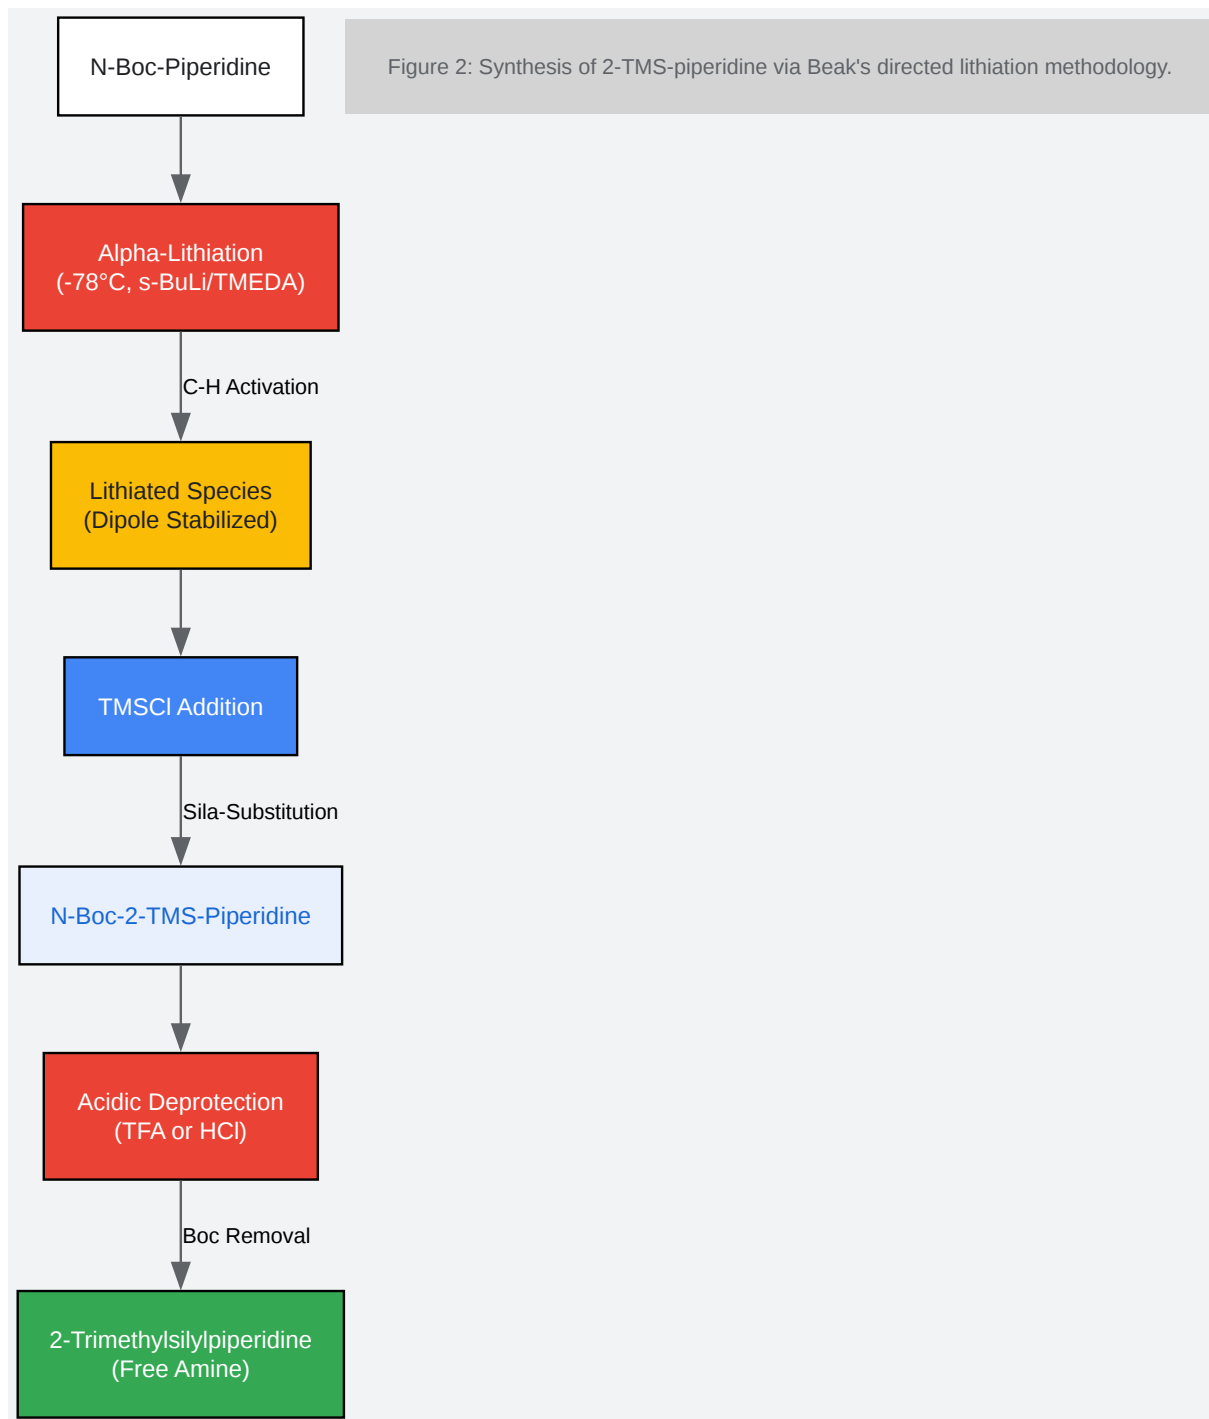 N-Boc-Piperidine
Figure 2: Synthesis of 2-TMS-piperidine via Beak's directed lithiation methodology.
Alpha-Lithiation
(-78°C, s-BuLi/TMEDA)
C-H Activation
Lithiated Species
(Dipole Stabilized)
TMSCl Addition
Sila-Substitution
N-Boc-2-TMS-Piperidine
Acidic Deprotection
(TFA or HCl)
Boc Removal
2-Trimethylsilylpiperidine
(Free Amine)